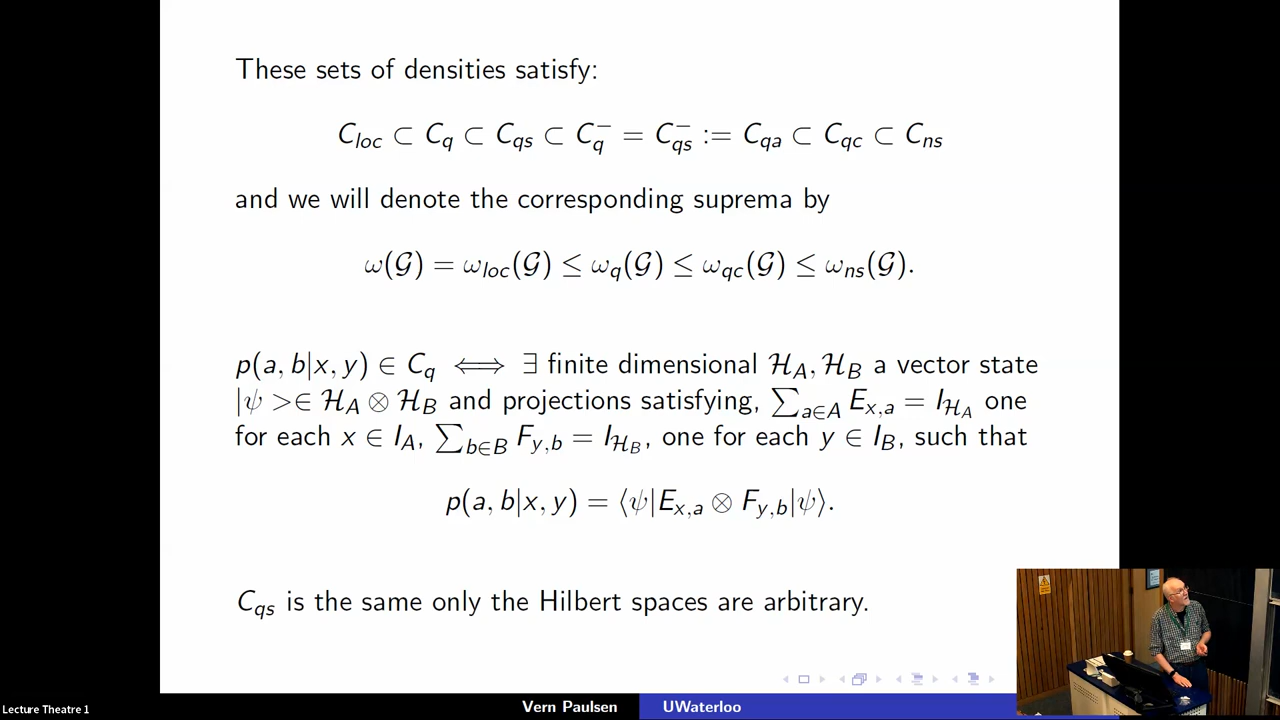 These sets of densities satisfy:
C_loc ⊂ C_q ⊂ C_qs ⊂ C_q^− = C_qs^− := C_qa ⊂ C_qc ⊂ C_ns
and we will denote the corresponding suprema by
ω(𝒢) = ω_loc(𝒢) ≤ ω_q(𝒢) ≤ ω_qc(𝒢) ≤ ω_ns(𝒢).
p(a, b|x, y) ∈ C_q ⟺ ∃ finite dimensional ℋ_A, ℋ_B a vector state
|ψ >∈ ℋ_A ⊗ ℋ_B and projections satisfying, ∑_{a∈A} E_{x,a} = I_{ℋ_A} one
for each x ∈ I_A, ∑_{b∈B} F_{y,b} = I_{ℋ_B}, one for each y ∈ I_B, such that
p(a, b|x, y) = ⟨ψ|E_{x,a} ⊗ F_{y,b}|ψ⟩.
C_qs is the same only the Hilbert spaces are arbitrary.
Lecture Theatre 1
Vern Paulsen
UWaterloo